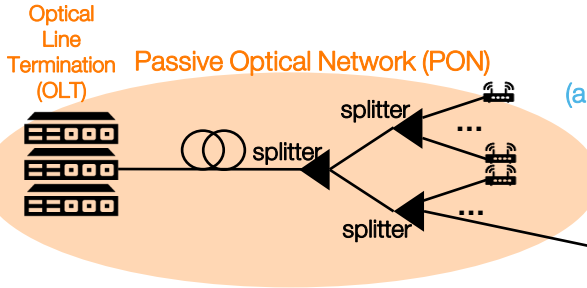 Optical
Line
Termination
(OLT)
Passive Optical Network (PON)
(a
splitter
splitter
splitter
...
...